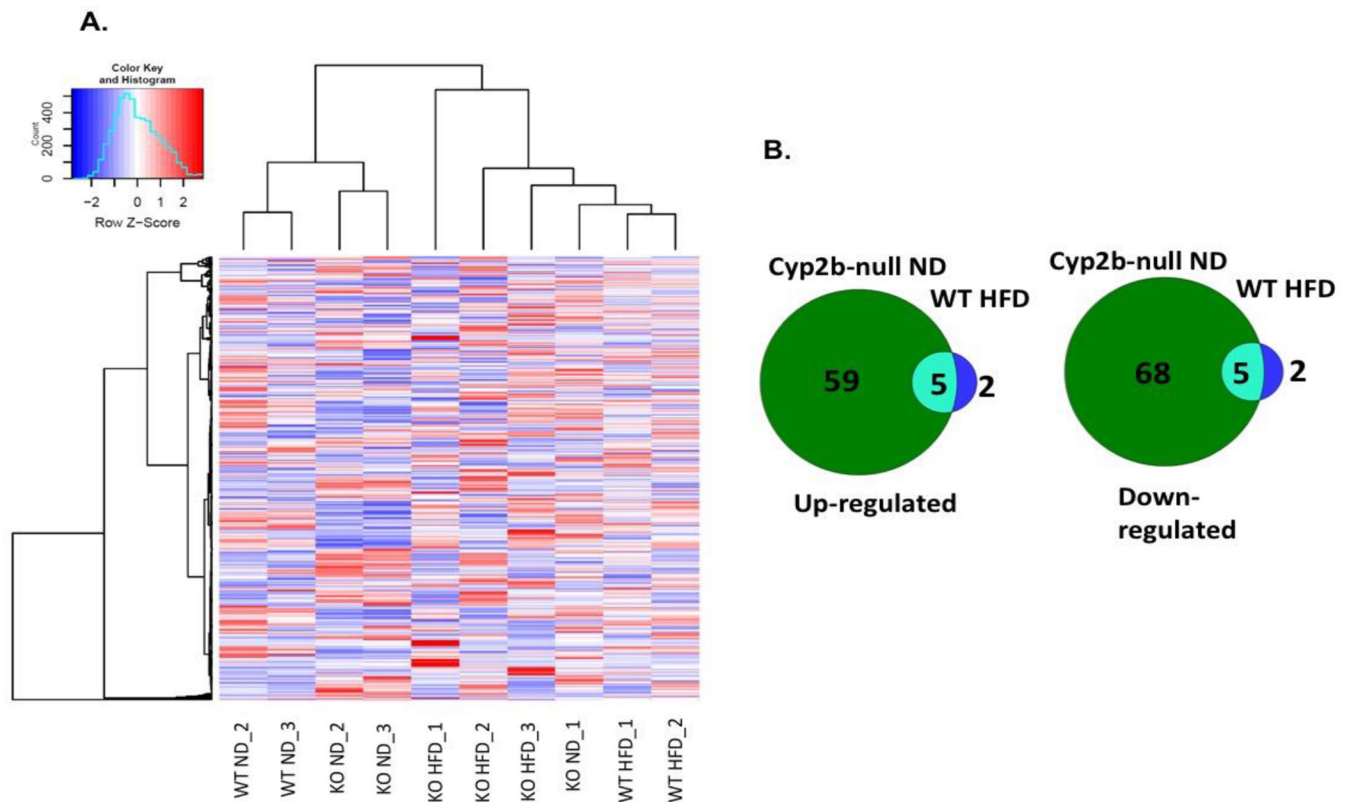 A.
Color Key
and Histogram
Count
0 200 400
−2 0 1 2
Row Z−Score
WT ND_2
WT ND_3
KO ND_2
KO ND_3
KO HFD_1
KO HFD_2
KO HFD_3
KO ND_1
WT HFD_1
WT HFD_2
B.
Cyp2b-null ND
WT HFD
59
5
2
Up-regulated
Cyp2b-null ND
WT HFD
68
5
2
Down-
regulated